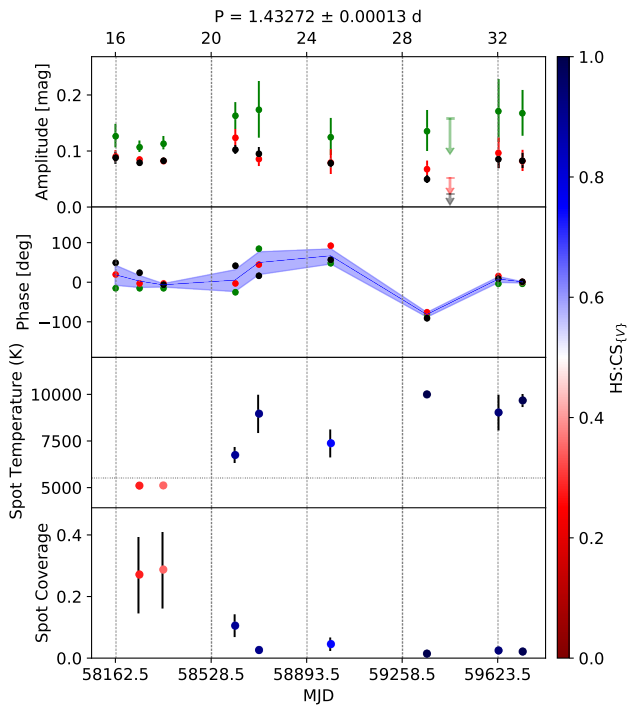 P = 1.43272 ± 0.00013 d
16 20 24 28 32
Amplitude [mag]
0.2
0.1
0.0
Phase [deg]
100
0
−100
Spot Temperature (K)
10000
7500
5000
Spot Coverage
0.4
0.2
0.0
58162.5 58528.5 58893.5 59258.5 59623.5
MJD
1.0
0.8
0.6
0.4
0.2
0.0
HS:CS{V}